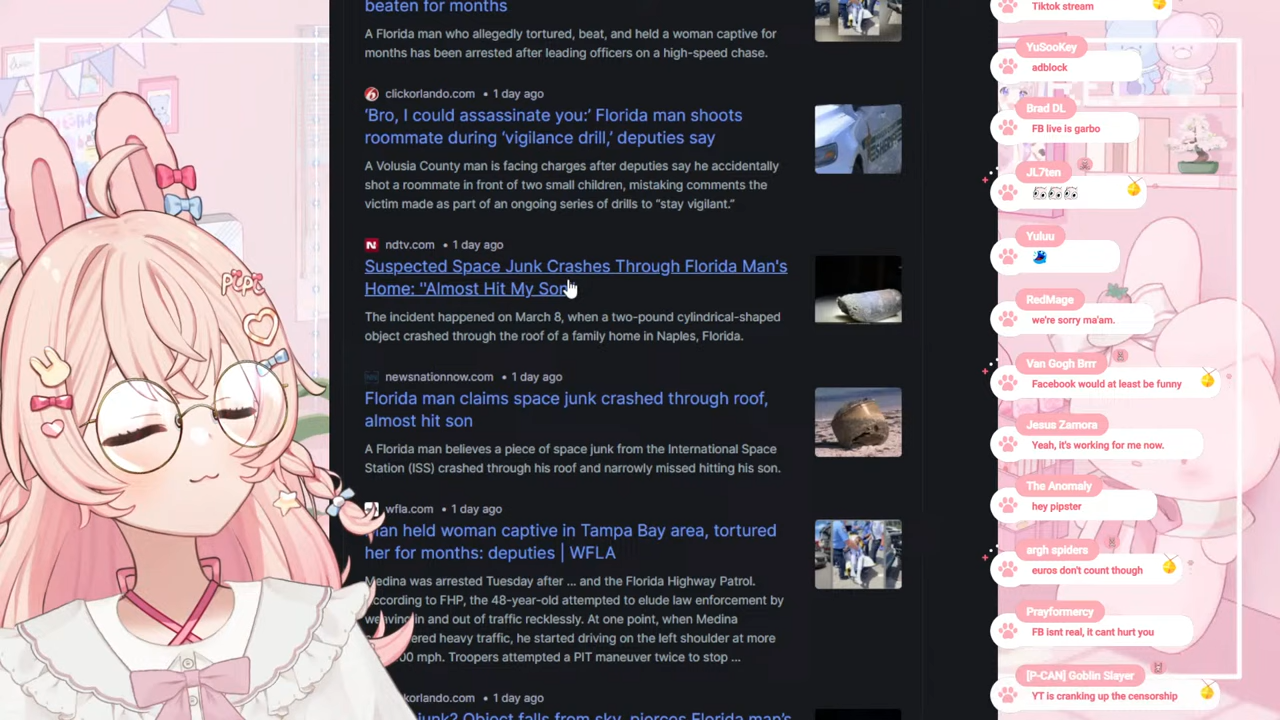 beaten for months
A Florida man who allegedly tortured, beat, and held a woman captive for
months has been arrested after leading officers on a high-speed chase.
clickorlando.com • 1 day ago
‘Bro, I could assassinate you:’ Florida man shoots
roommate during ‘vigilance drill,’ deputies say
A Volusia County man is facing charges after deputies say he accidentally
shot a roommate in front of two small children, mistaking comments the
victim made as part of an ongoing series of drills to “stay vigilant.”
N ndtv.com • 1 day ago
Suspected Space Junk Crashes Through Florida Man's
Home: "Almost Hit My Son
The incident happened on March 8, when a two-pound cylindrical-shaped
object crashed through the roof of a family home in Naples, Florida.
newsnationnow.com • 1 day ago
Florida man claims space junk crashed through roof,
almost hit son
A Florida man believes a piece of space junk from the International Space
Station (ISS) crashed through his roof and narrowly missed hitting his son.
wfla.com • 1 day ago
an held woman captive in Tampa Bay area, tortured
her for months: deputies | WFLA
Medina was arrested Tuesday after ... and the Florida Highway Patrol.
According to FHP, the 48-year-old attempted to elude law enforcement by
weaving in and out of traffic recklessly. At one point, when Medina
ered heavy traffic, he started driving on the left shoulder at more
00 mph. Troopers attempted a PIT maneuver twice to stop ...
ckorlando.com • 1 day ago
junk? Object falls from sky, pierces Florida man's
PiPi
Tiktok stream
YuSooKey
adblock
Brad DL
FB live is garbo
JL7ten
Yuluu
RedMage
we're sorry ma'am.
Van Gogh Brrr
Facebook would at least be funny
Jesus Zamora
Yeah, it's working for me now.
The Anomaly
hey pipster
argh spiders
euros don't count though
Prayformercy
FB isnt real, it cant hurt you
[P-CAN] Goblin Slayer
YT is cranking up the censorship